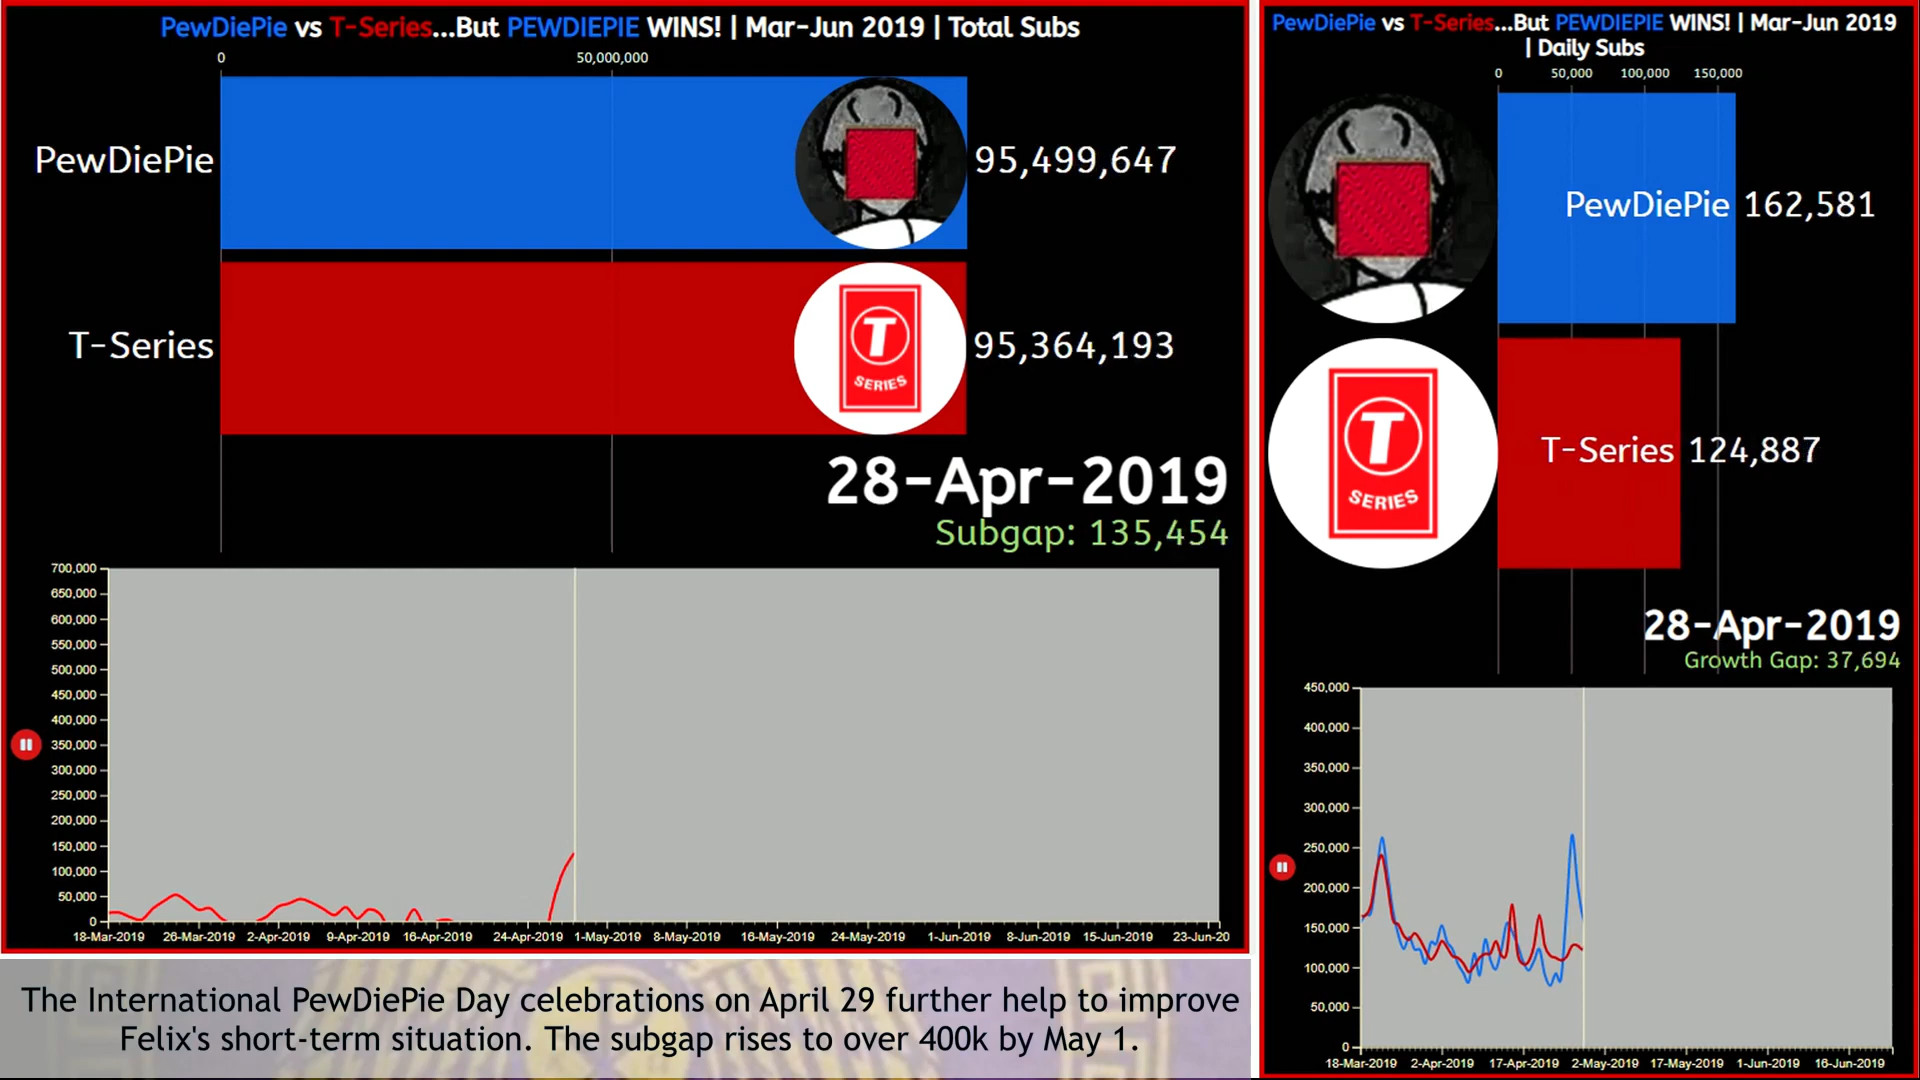 PewDiePie vs T-Series...But PEWDIEPIE WINS! | Mar-Jun 2019 | Total Subs
0 50,000,000
PewDiePie 95,499,647
T-Series 95,364,193
T
SERIES
28-Apr-2019
Subgap: 135,454
700,000
650,000
600,000
550,000
500,000
450,000
400,000
350,000
300,000
250,000
200,000
150,000
100,000
50,000
0
18-Mar-2019 26-Mar-2019 2-Apr-2019 9-Apr-2019 16-Apr-2019 24-Apr-2019 1-May-2019 8-May-2019 16-May-2019 24-May-2019 1-Jun-2019 8-Jun-2019 15-Jun-2019 23-Jun-20
The International PewDiePie Day celebrations on April 29 further help to improve
Felix's short-term situation. The subgap rises to over 400k by May 1.
PewDiePie vs T-Series...But PEWDIEPIE WINS! | Mar-Jun 2019
| Daily Subs
0 50,000 100,000 150,000
PewDiePie 162,581
T-Series 124,887
T
SERIES
28-Apr-2019
Growth Gap: 37,694
450,000
400,000
350,000
300,000
250,000
200,000
150,000
100,000
50,000
0
18-Mar-2019 2-Apr-2019 17-Apr-2019 2-May-2019 17-May-2019 1-Jun-2019 16-Jun-2019